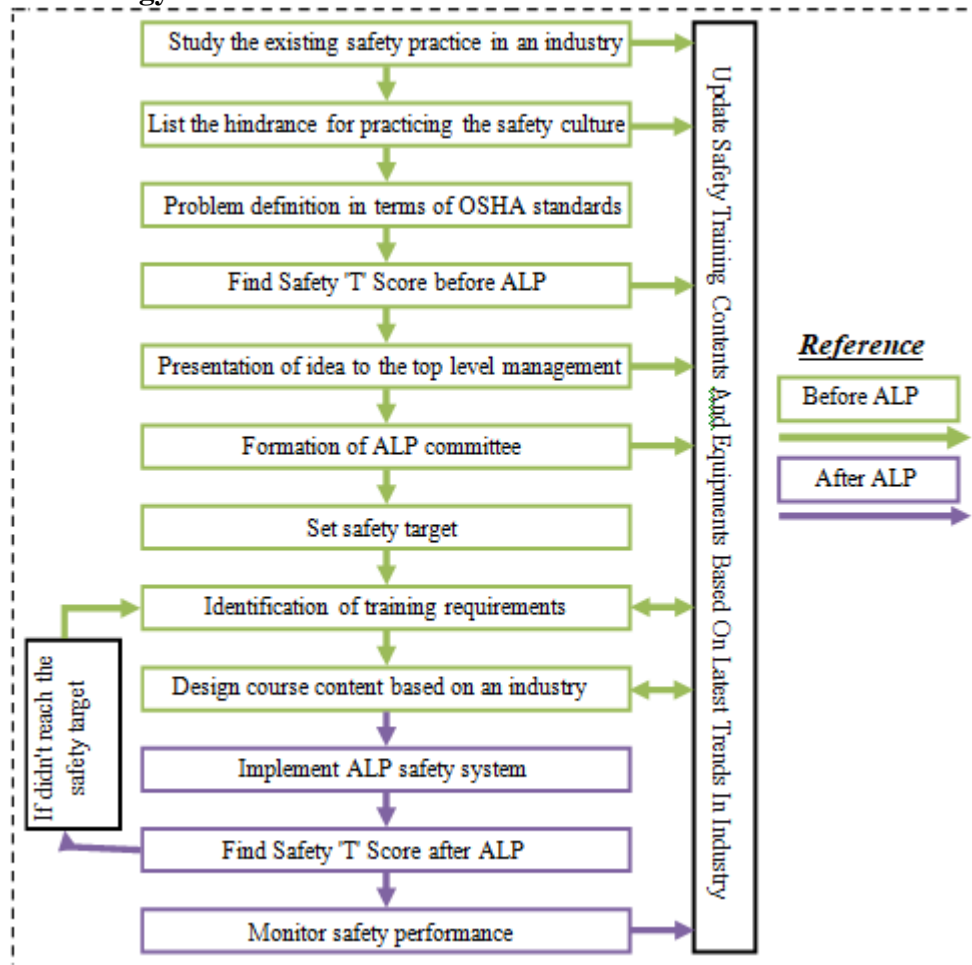 gy
Study the existing safety practice in an industry
List the hindrance for practicing the safety culture
Problem definition in terms of OSHA standards
Find Safety 'T' Score before ALP
Presentation of idea to the top level management
Formation of ALP committee
Set safety target
Identification of training requirements
Design course content based on an industry
Implement ALP safety system
Find Safety 'T' Score after ALP
Monitor safety performance
If didn't reach the
safety target
Update Safety Training Contents And Equipments Based On Latest Trends In Industry
Reference
Before ALP
After ALP